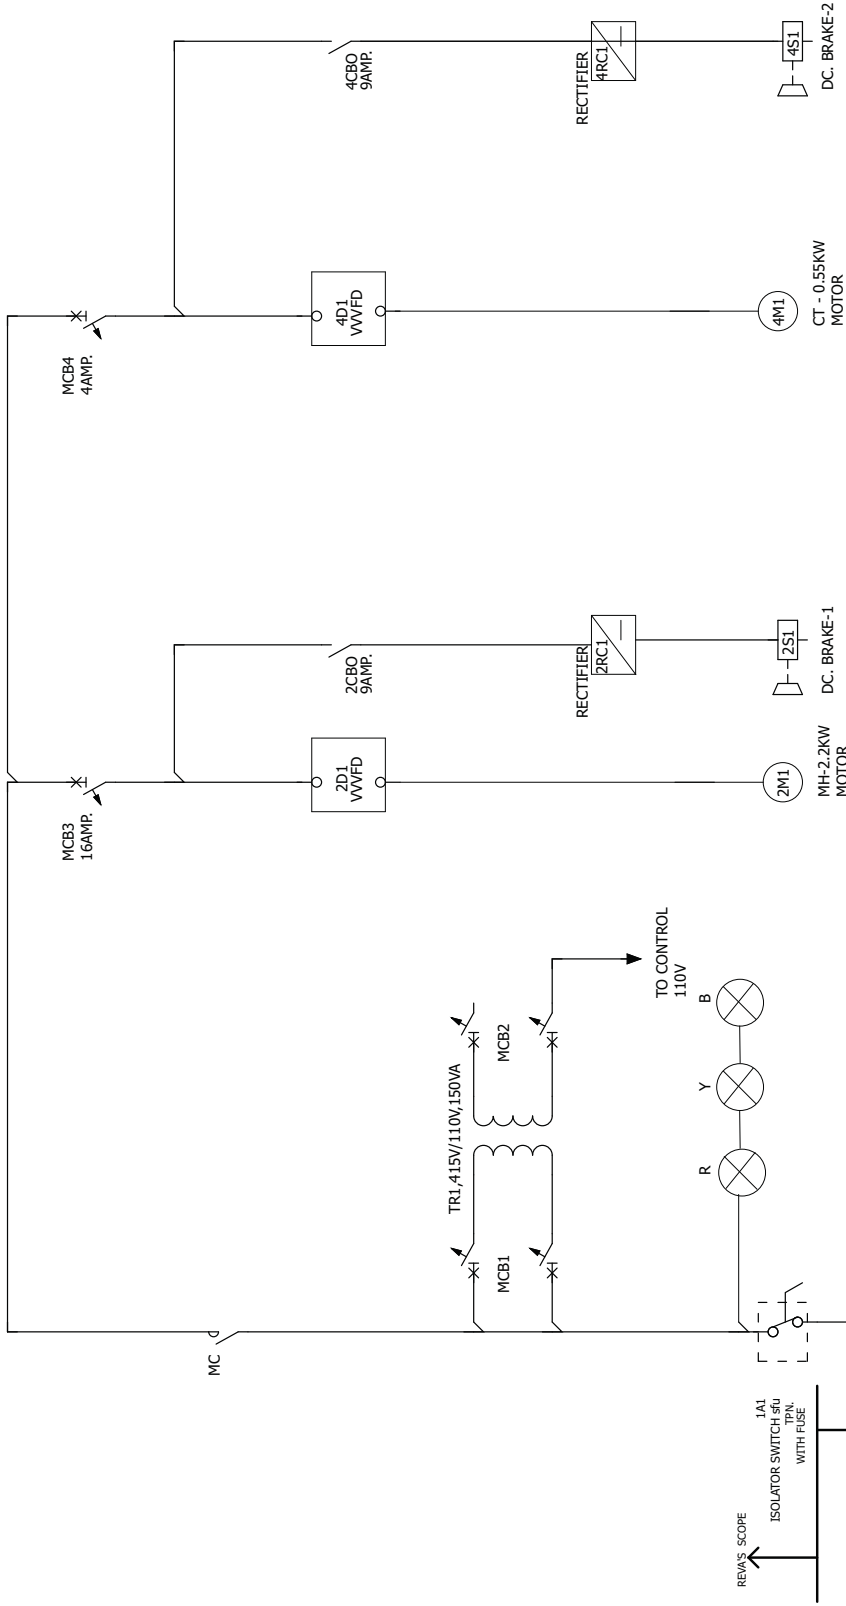 REVA'S SCOPE
1A1
ISOLATOR SWITCH sfu
TPN.
WITH FUSE
MC
TR1,415V/110V,150VA
MCB1
MCB2
TO CONTROL
110V
R
Y
B
MCB3
16AMP.
2D1
VVVFD
2M1
MH-2.2KW
MOTOR
2CBO
9AMP.
RECTIFIER
2RC1
2S1
DC. BRAKE-1
MCB4
4AMP.
4D1
VVVFD
4M1
CT - 0.55KW
MOTOR
4CBO
9AMP.
RECTIFIER
4RC1
4S1
DC. BRAKE-2